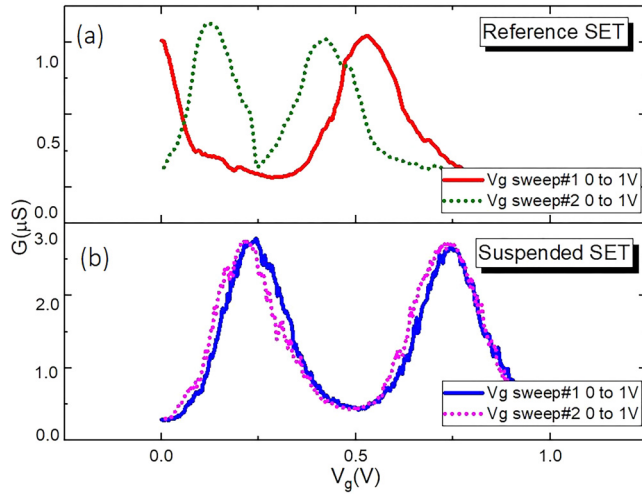 (a)
Reference SET
1.0
0.5
0.0
Vg sweep#1 0 to 1V
Vg sweep#2 0 to 1V
G(μS)
(b)
Suspended SET
3.0
2.0
1.0
0.0
Vg sweep#1 0 to 1V
Vg sweep#2 0 to 1V
0.0
0.5
1.0
Vg(V)